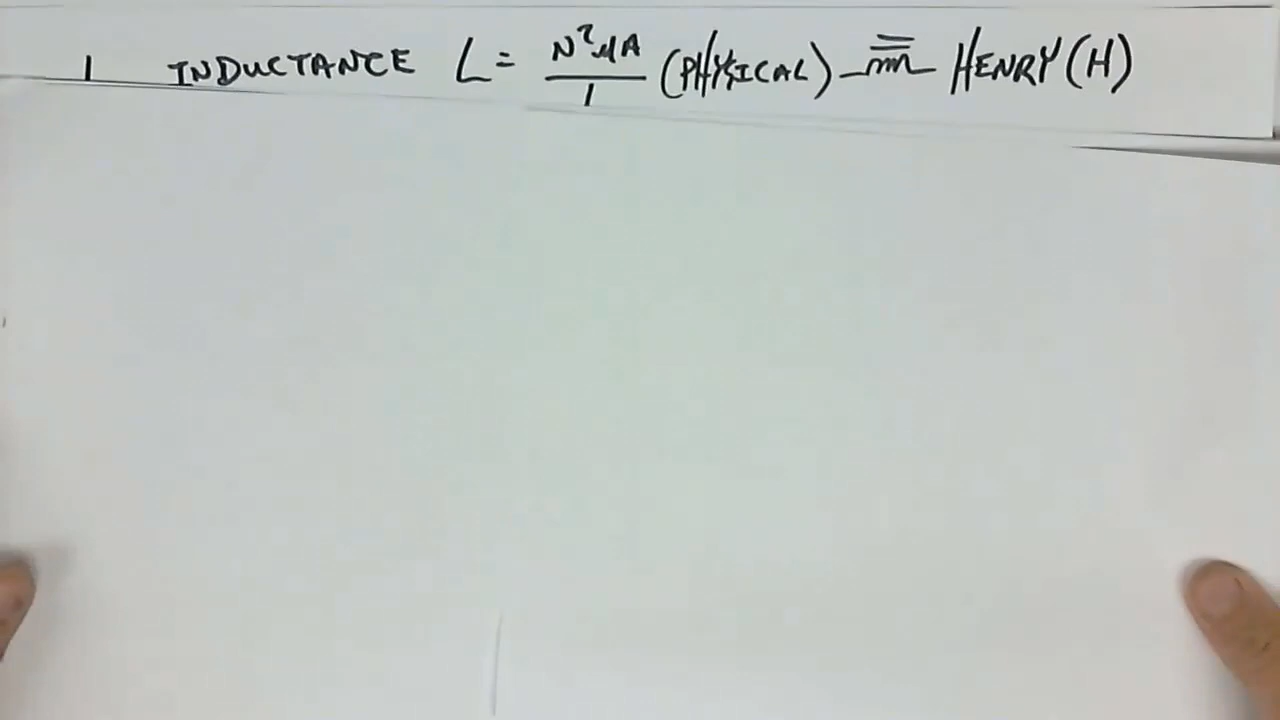 1 INDUCTANCE L = N²μA / l (PHYSICAL) HENRY (H)